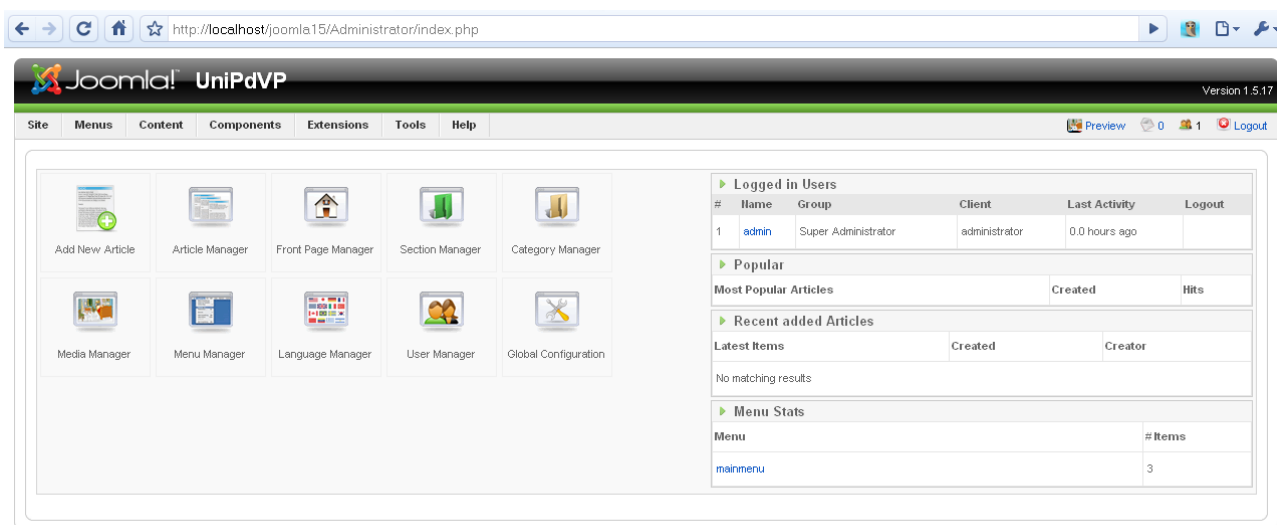 http://localhost/joomla15/Administrator/index.php
Joomla! UniPdVP
Version 1.5.17
Site Menus Content Components Extensions Tools Help Preview 0 1 Logout
Add New Article Article Manager Front Page Manager Section Manager Category Manager
Media Manager Menu Manager Language Manager User Manager Global Configuration
Logged in Users
# Name Group Client Last Activity Logout
1 admin Super Administrator administrator 0.0 hours ago
Popular
Most Popular Articles Created Hits
Recent added Articles
Latest Items Created Creator
No matching results
Menu Stats
Menu # Items
mainmenu 3